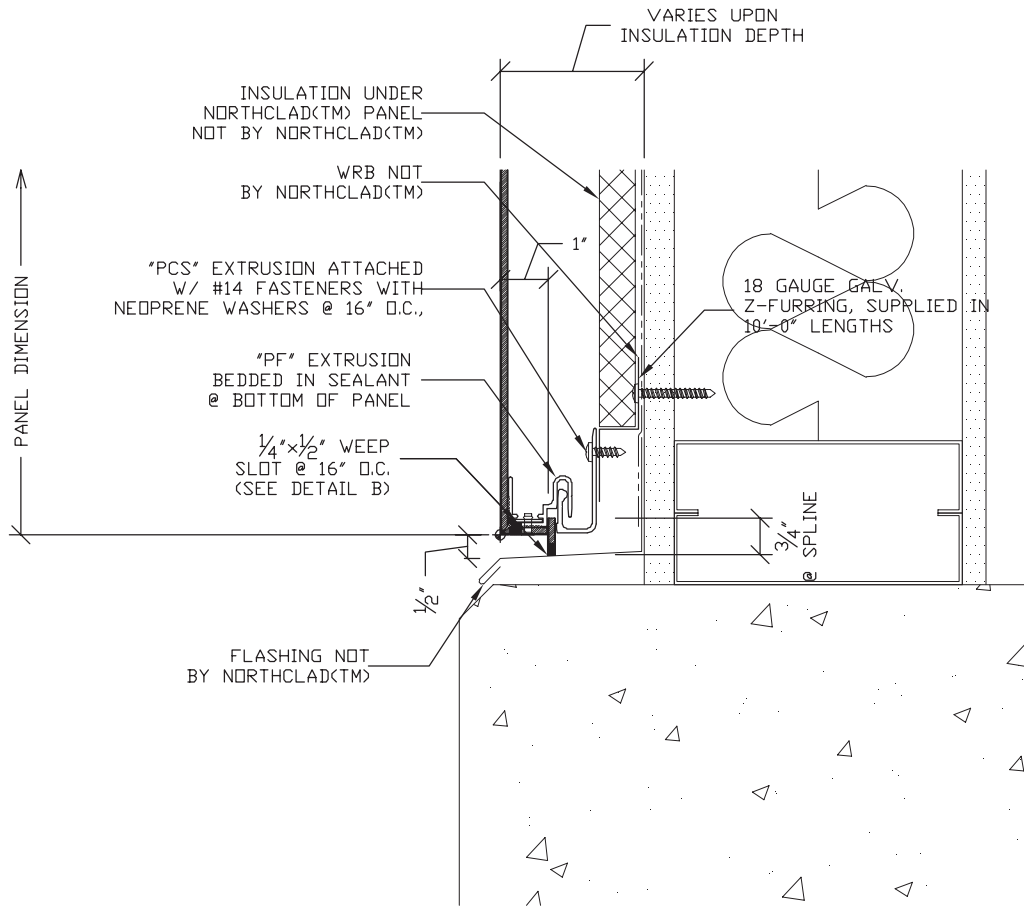 VARIES UPON
INSULATION DEPTH
INSULATION UNDER
NORTHCLAD(TM) PANEL
NOT BY NORTHCLAD(TM)
WRB NOT
BY NORTHCLAD(TM)
1"
"PCS" EXTRUSION ATTACHED
W/ #14 FASTENERS WITH
NEOPRENE WASHERS @ 16" O.C.,
18 GAUGE GALV.
Z-FURRING, SUPPLIED IN
10'-0" LENGTHS
PANEL DIMENSION
"PF" EXTRUSION
BEDDED IN SEALANT
@ BOTTOM OF PANEL
1/4"x1/2" WEEP
SLOT @ 16" O.C.
(SEE DETAIL B)
3/4"
@ SPLINE
1/2"
FLASHING NOT
BY NORTHCLAD(TM)